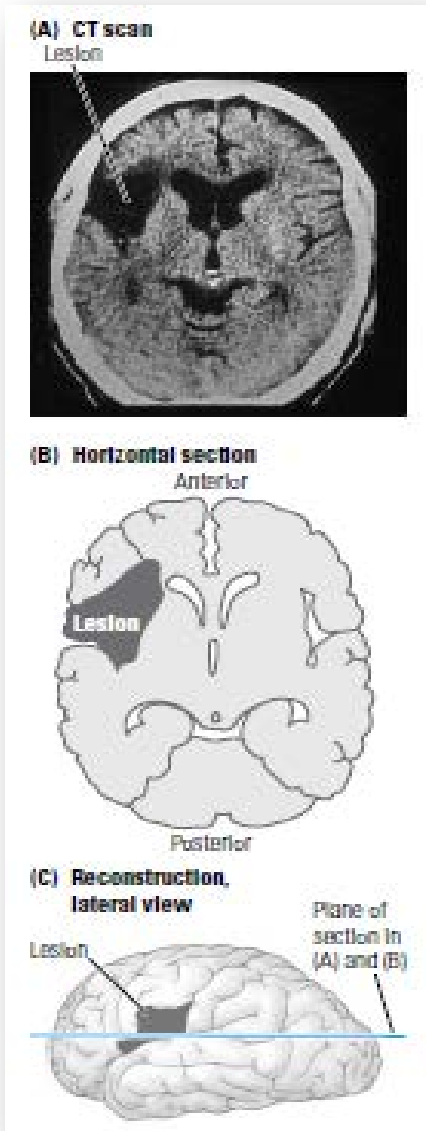 (A) CT scan
Lesion
(B) Horizontal section
Anterior
Lesion
Posterior
(C) Reconstruction,
lateral view
Plane of
section in
(A) and (B)
Lesion